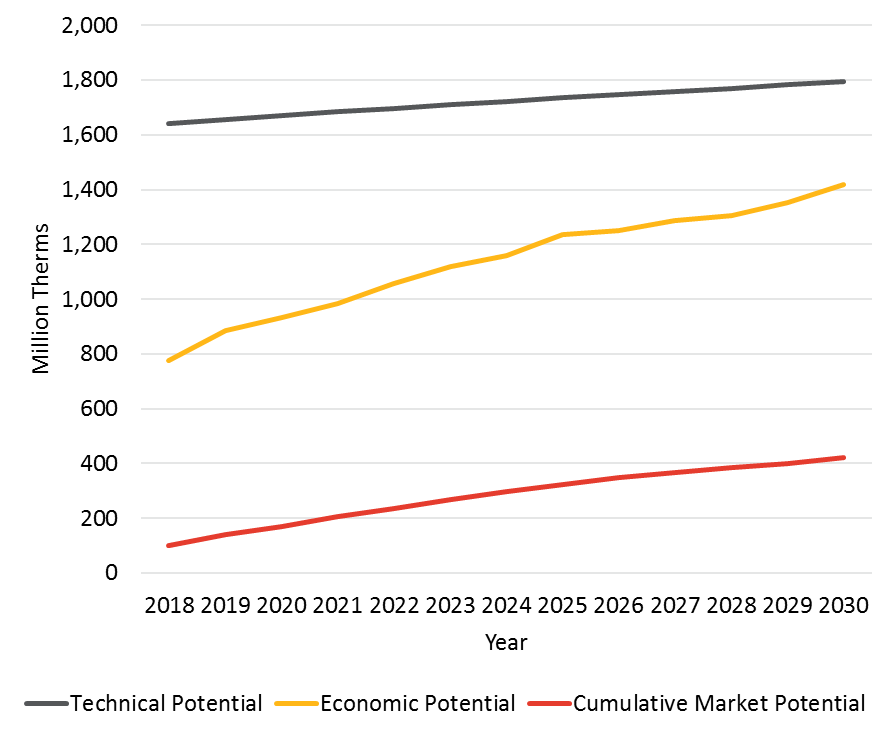 2,000
1,800
1,600
1,400
1,200
1,000
800
600
400
200
0
Million Therms
2018 2019 2020 2021 2022 2023 2024 2025 2026 2027 2028 2029 2030
Year
Technical Potential Economic Potential Cumulative Market Potential